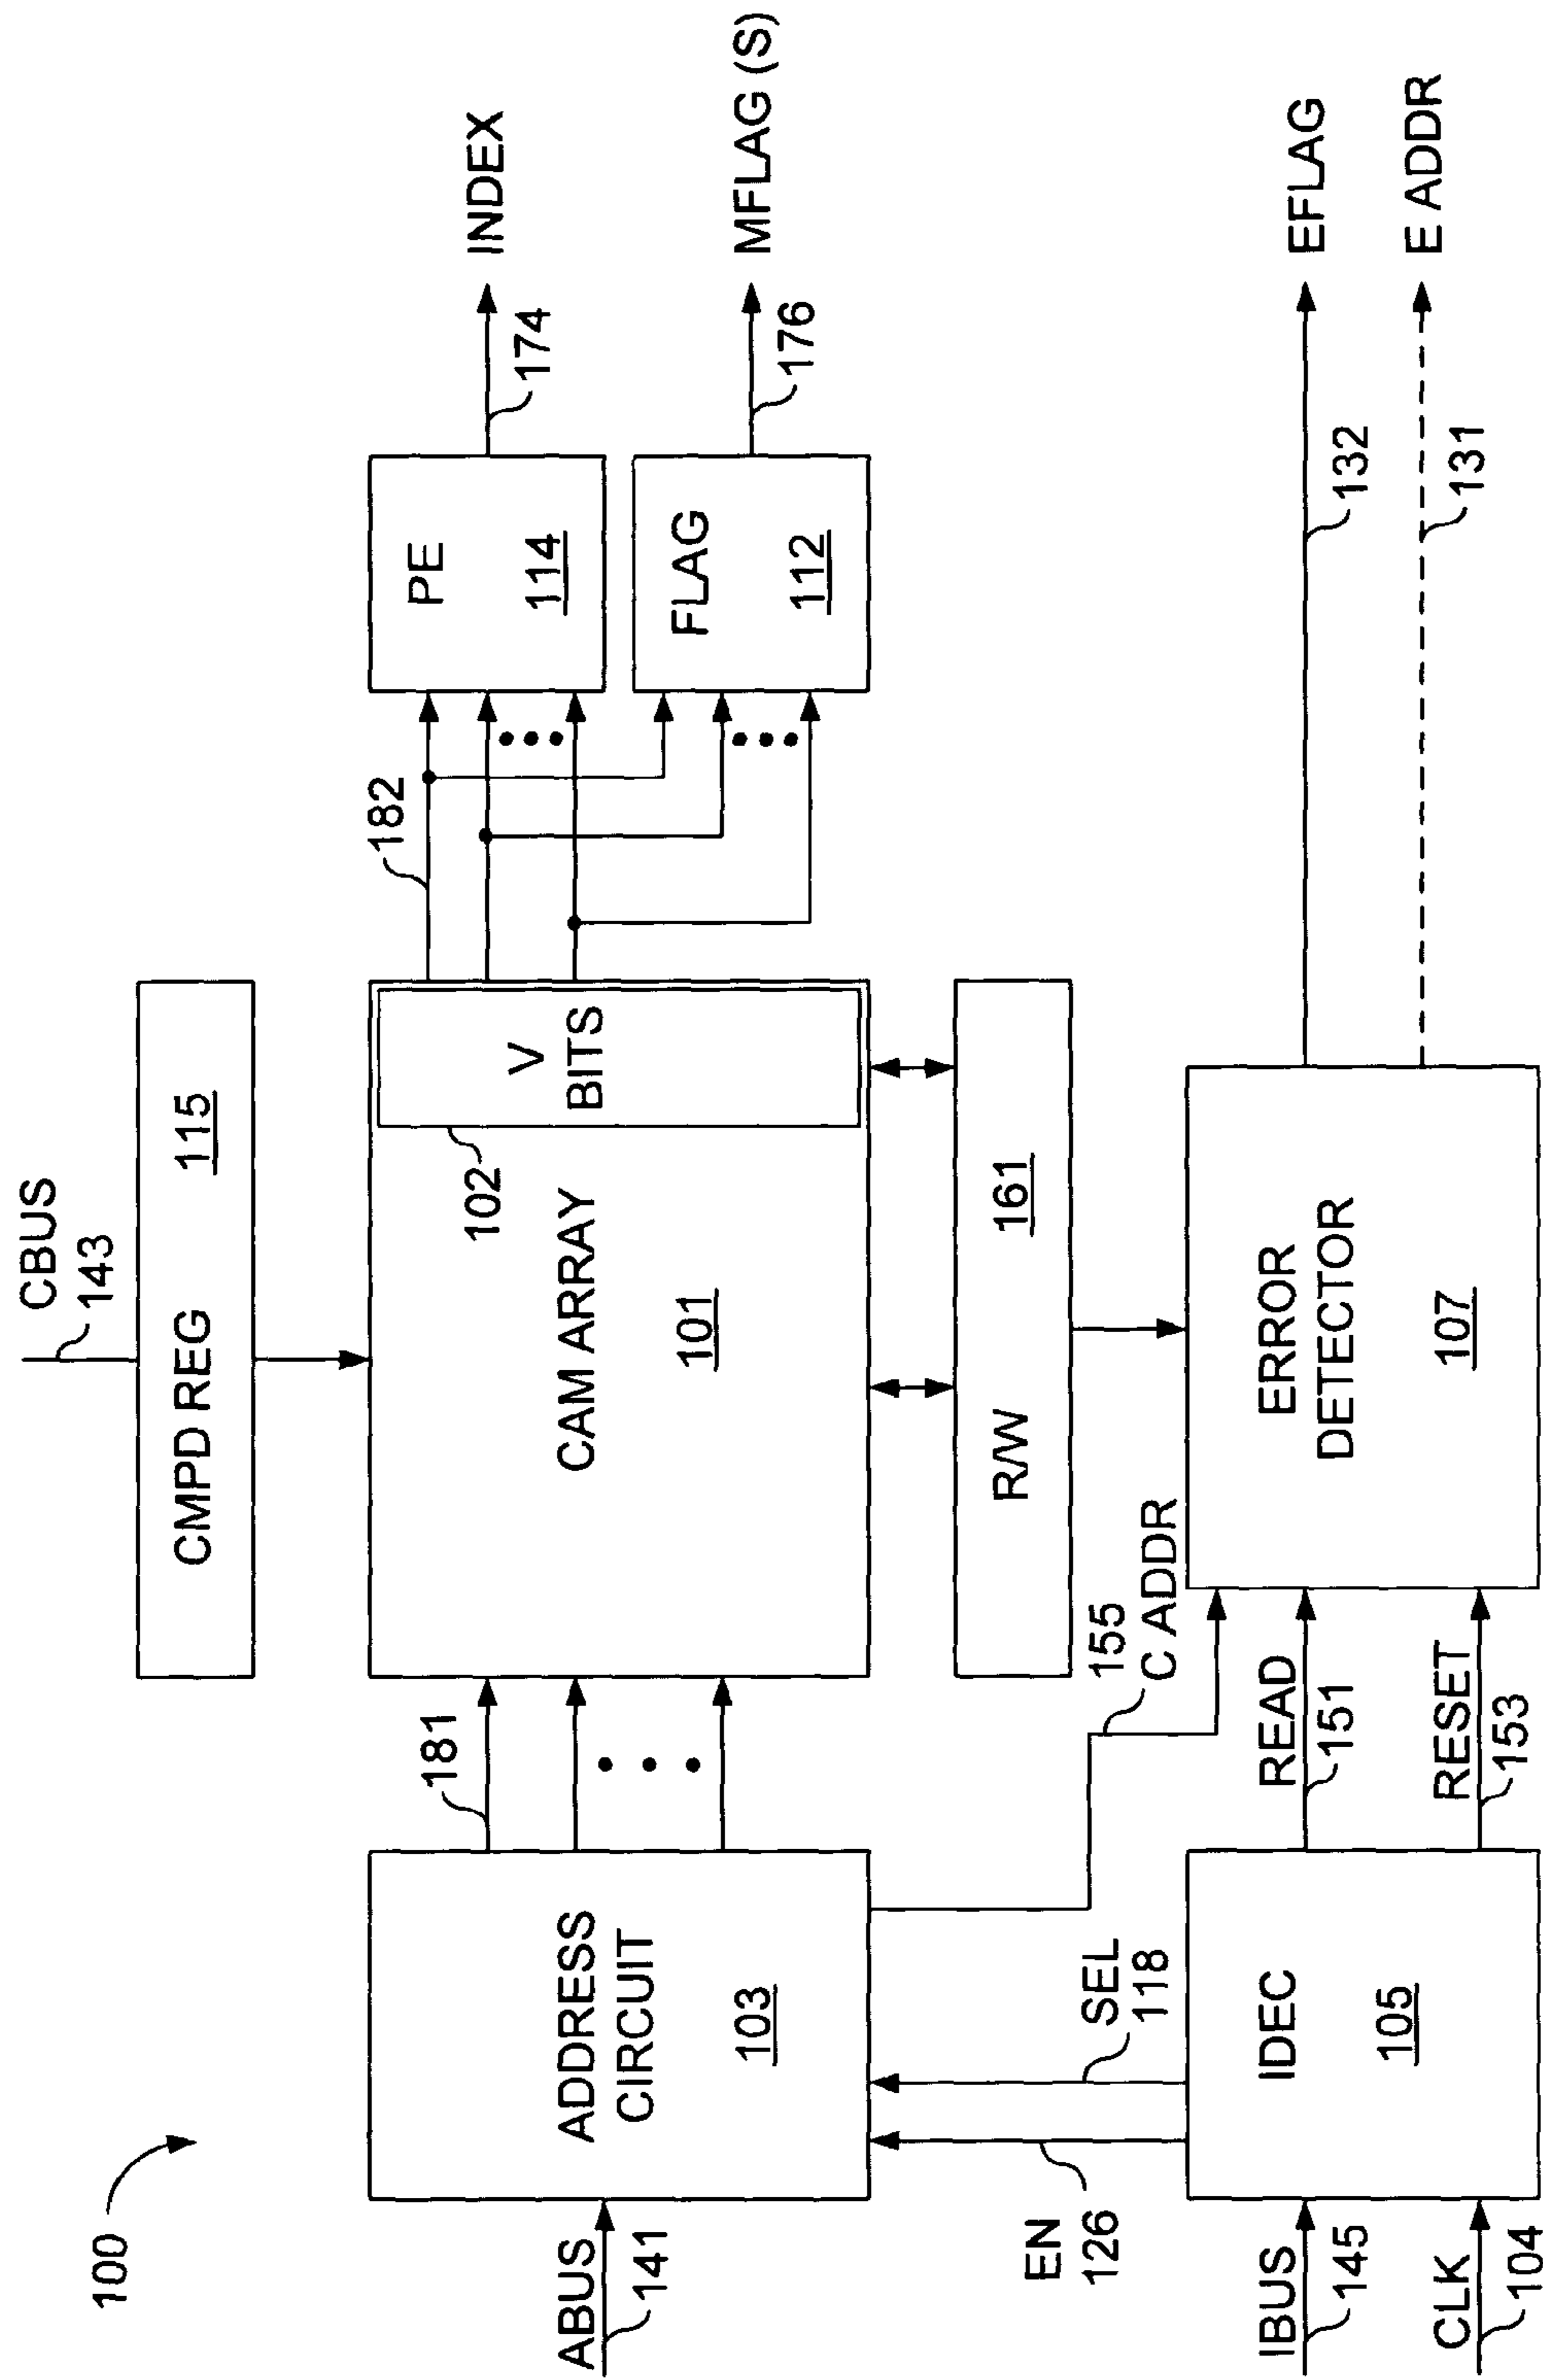 100
CBUS
143
CMPD REG
115
ABUS
141
ADDRESS
CIRCUIT
103
181
CAM ARRAY
101
102
V
BITS
182
PE
114
174
INDEX
FLAG
112
176
MFLAG (S)
EN
126
SEL
118
155
C ADDR
R/W
161
IBUS
145
CLK
104
IDEC
105
READ
151
RESET
153
ERROR
DETECTOR
107
132
EFLAG
131
E ADDR